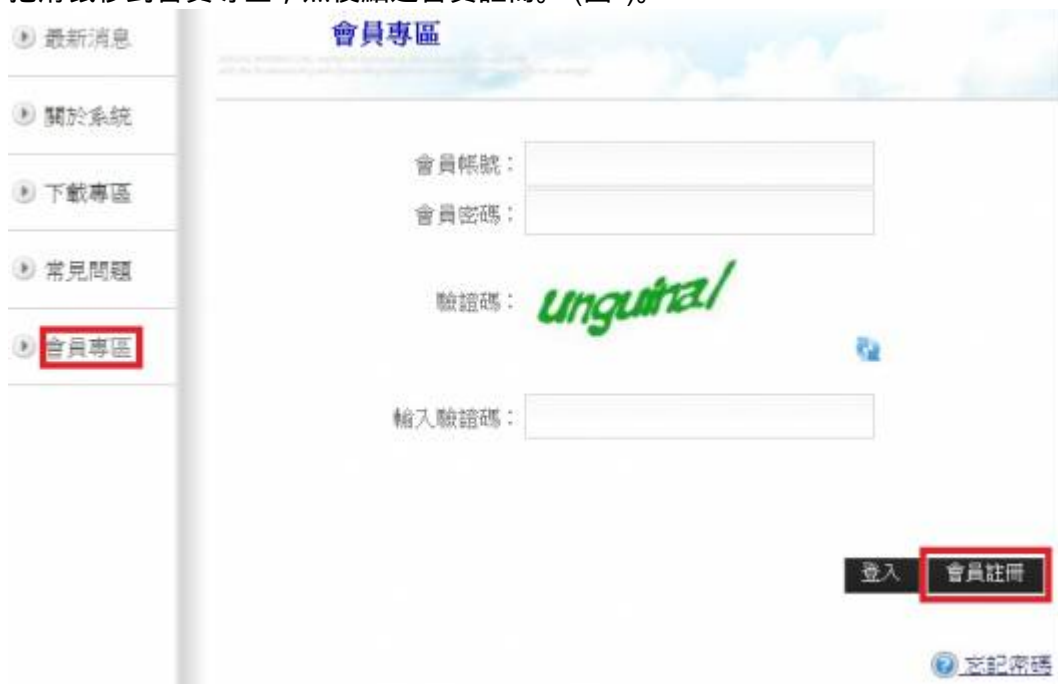 會員專區
最新消息
關於系統
下載專區
常見問題
會員專區
會員帳號：
會員密碼：
驗證碼：
unguinal
輸入驗證碼：
登入
會員註冊
忘記密碼